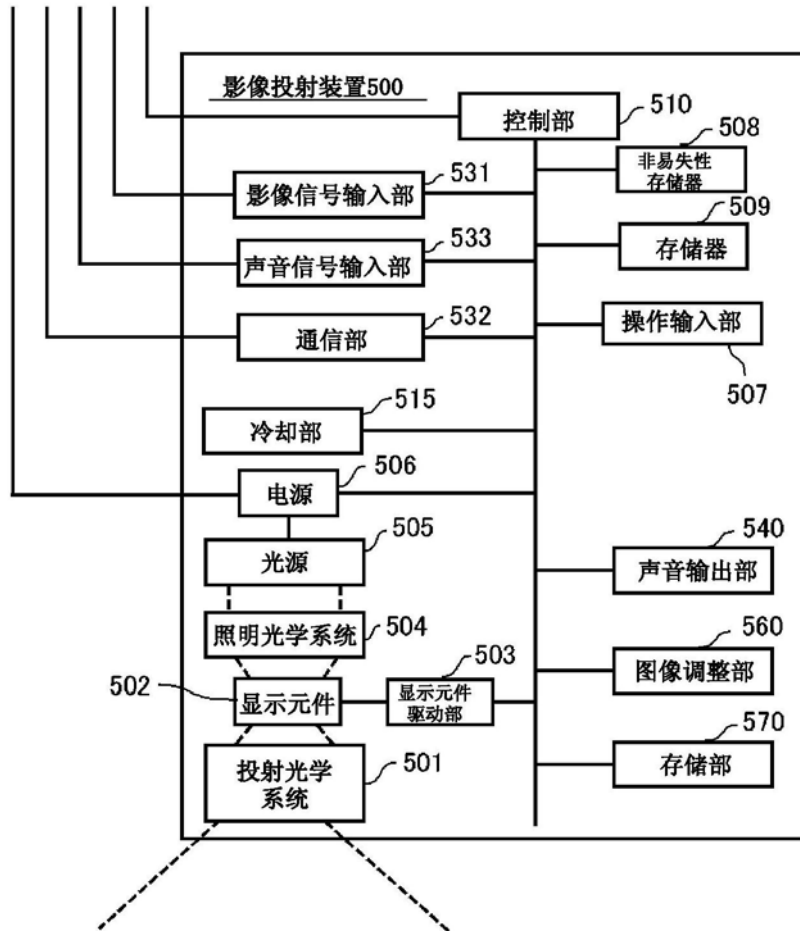 影像投射装置500
控制部
510
508
非易失性
存储器
531
影像信号输入部
509
存储器
533
声音信号输入部
532
通信部
操作输入部
507
515
冷却部
506
电源
505
光源
540
声音输出部
照明光学系统
504
560
图像调整部
503
502
显示元件
显示元件
驱动部
570
存储部
501
投射光学
系统